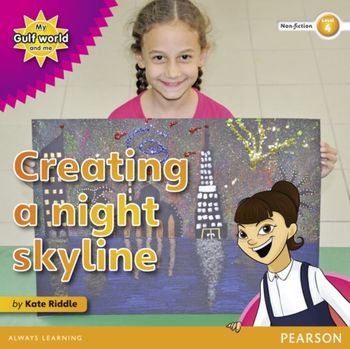 My
Gulf world
and me
Non-fiction
Level
4
Creating
a night
skyline
by Kate Riddle
ALWAYS LEARNING
PEARSON